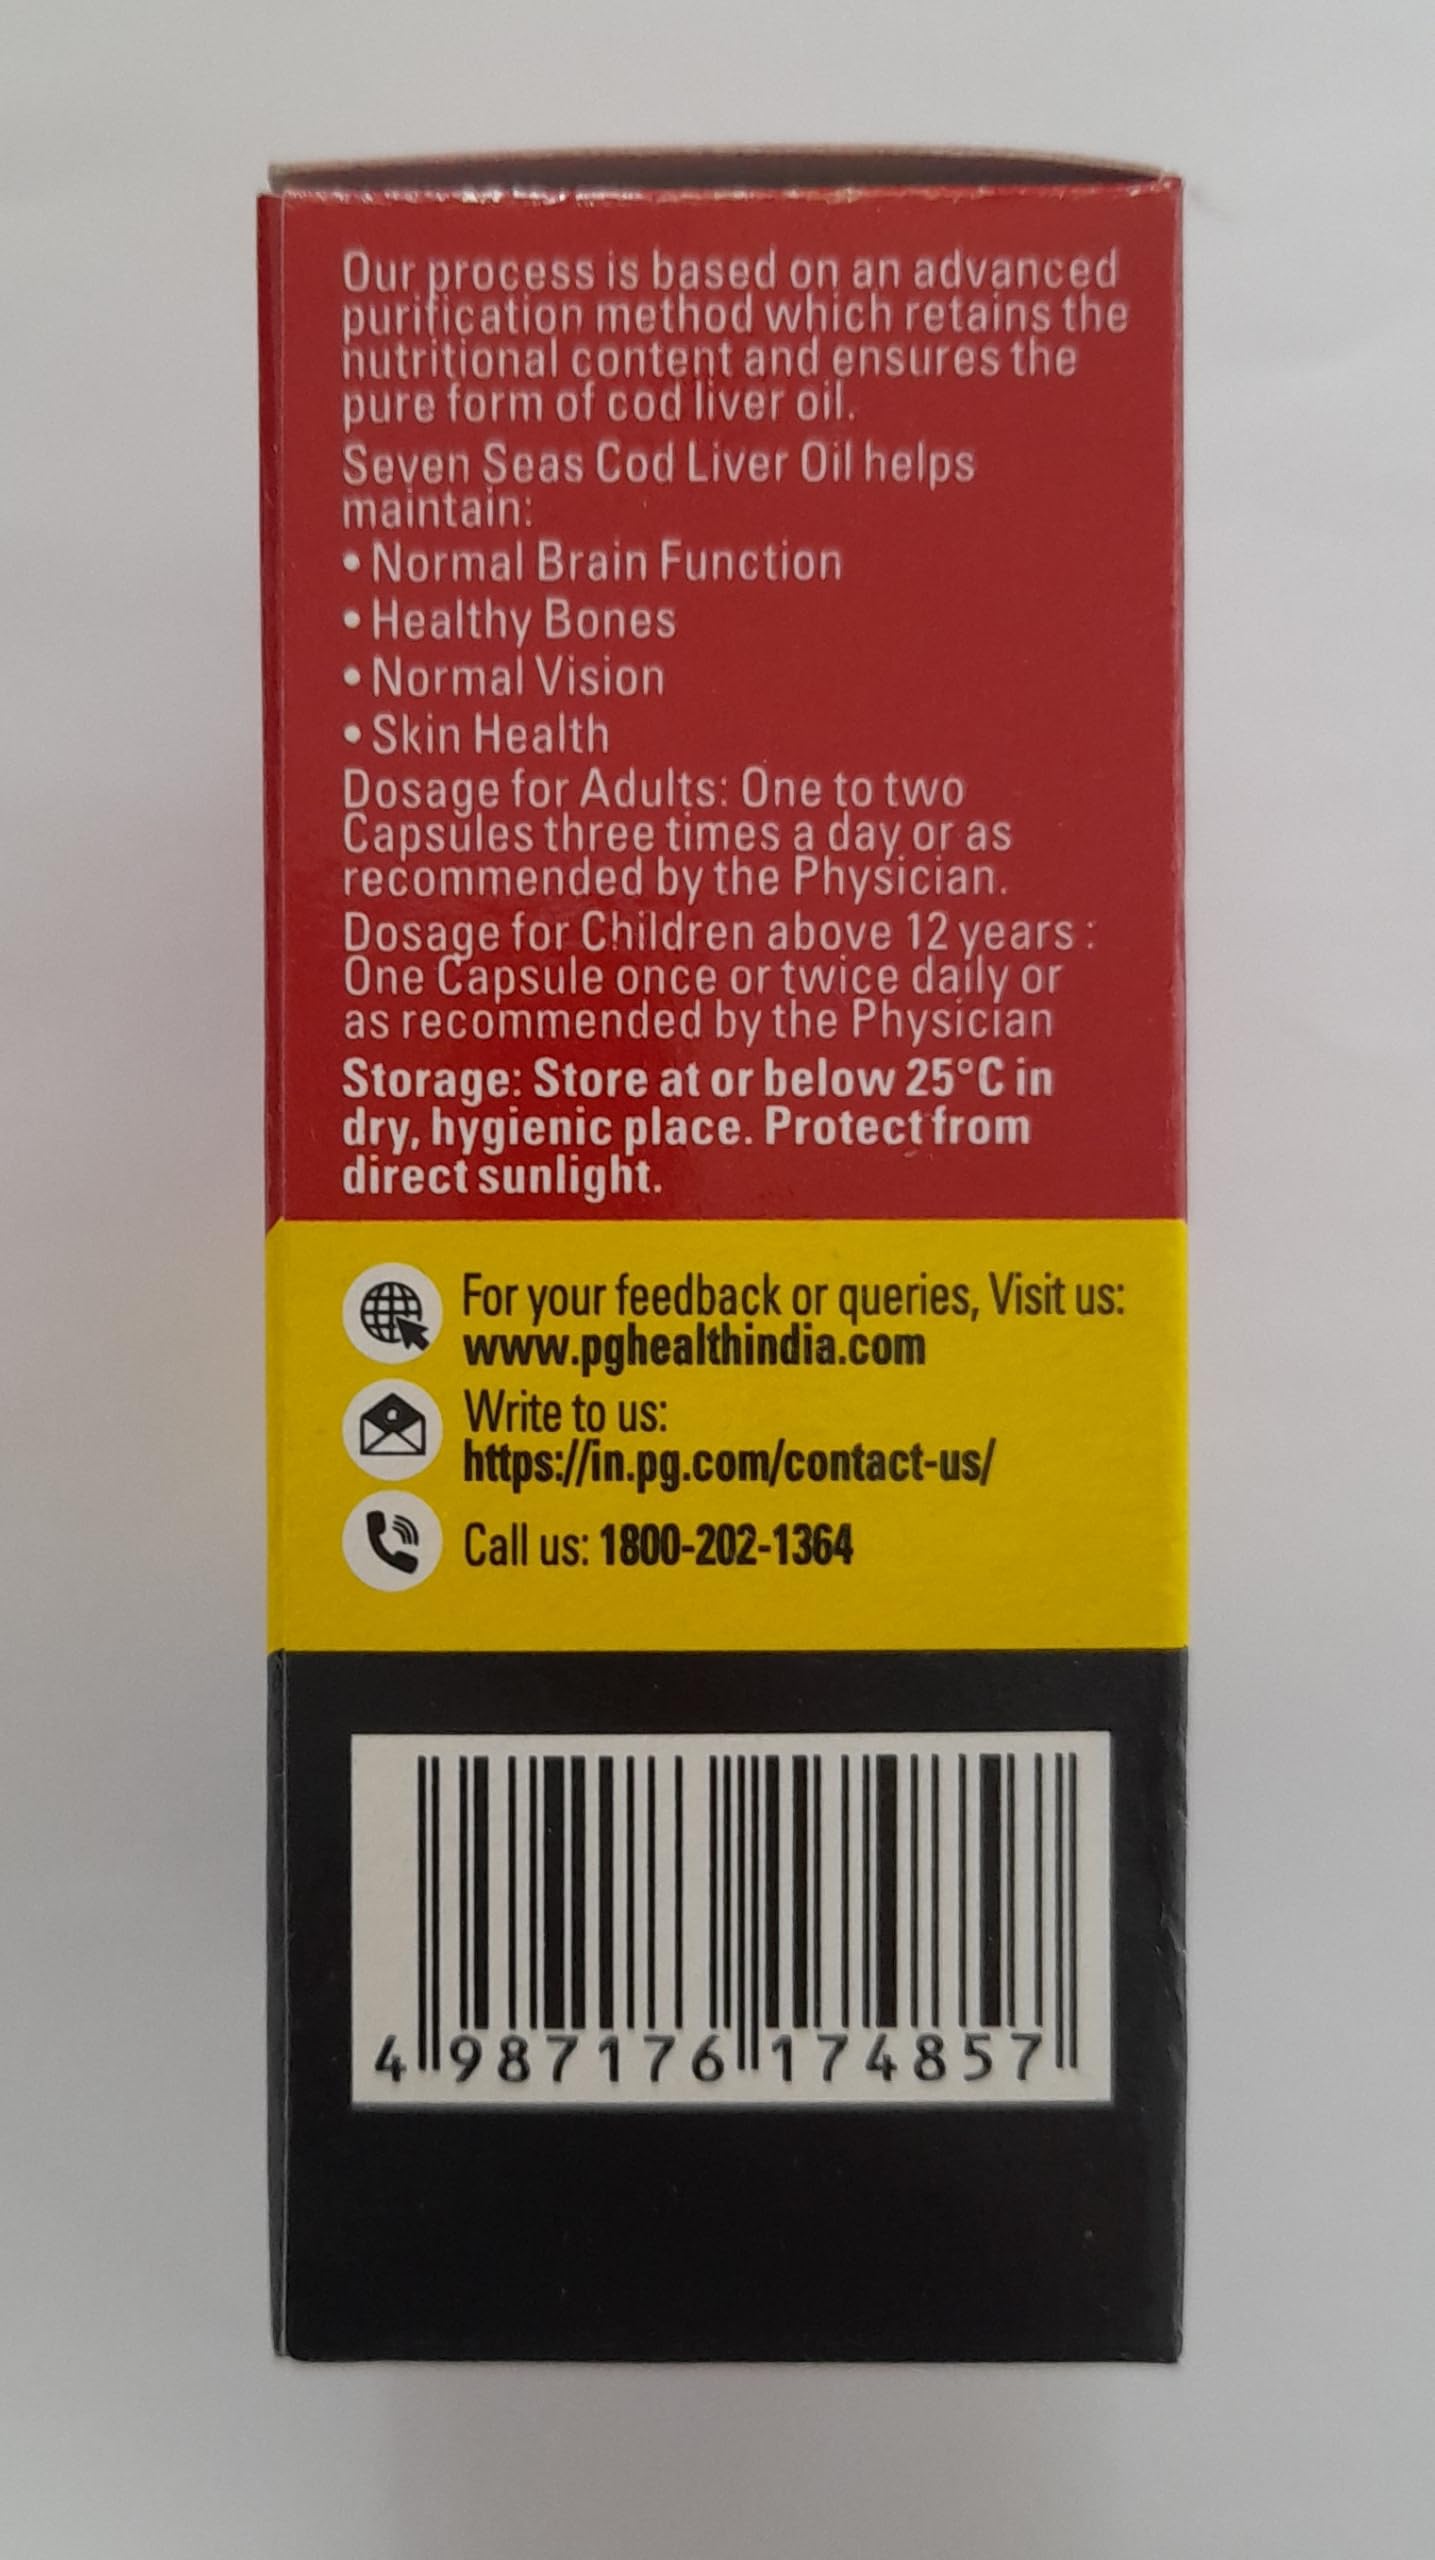 Our process is based on an advanced
purification method which retains the
nutritional content and ensures the
pure form of cod liver oil.
Seven Seas Cod Liver Oil helps
maintain:
• Normal Brain Function
• Healthy Bones
• Normal Vision
• Skin Health
Dosage for Adults: One to two
Capsules three times a day or as
recommended by the Physician.
Dosage for Children above 12 years :
One Capsule once or twice daily or
as recommended by the Physician
Storage: Store at or below 25°C in
dry, hygienic place. Protect from
direct sunlight.
For your feedback or queries, Visit us:
www.pghealthindia.com
Write to us:
https://in.pg.com/contact-us/
Call us: 1800-202-1364
4 987176 174857